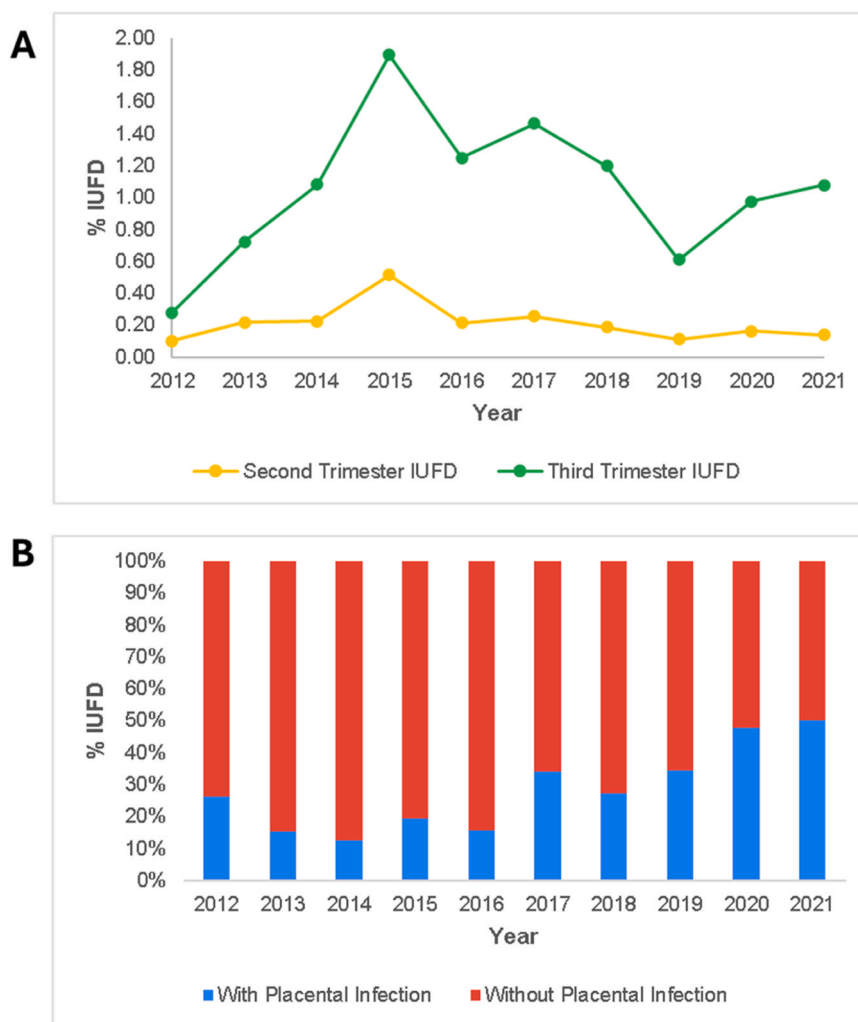 A
2.00
1.80
1.60
1.40
1.20
1.00
0.80
0.60
0.40
0.20
0.00
% IUFD
2012 2013 2014 2015 2016 2017 2018 2019 2020 2021
Year
Second Trimester IUFD Third Trimester IUFD
B
100%
90%
80%
70%
60%
50%
40%
30%
20%
10%
0%
% IUFD
2012 2013 2014 2015 2016 2017 2018 2019 2020 2021
Year
With Placental Infection Without Placental Infection